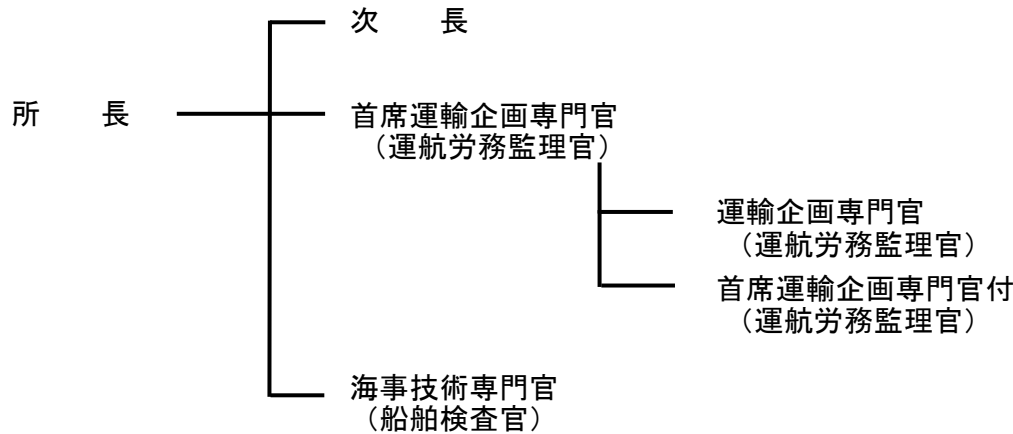 次　　長
所　　長
首席運輸企画専門官
（運航労務監理官）
運輸企画専門官
（運航労務監理官）
首席運輸企画専門官付
（運航労務監理官）
海事技術専門官
（船舶検査官）